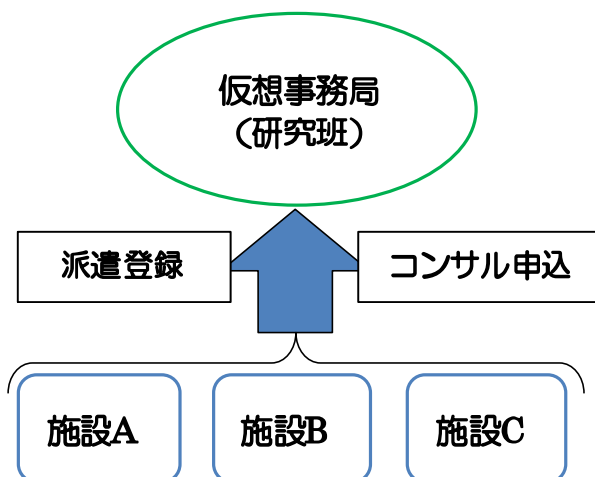 仮想事務局
（研究班）
派遣登録
コンサル申込
施設A
施設B
施設C